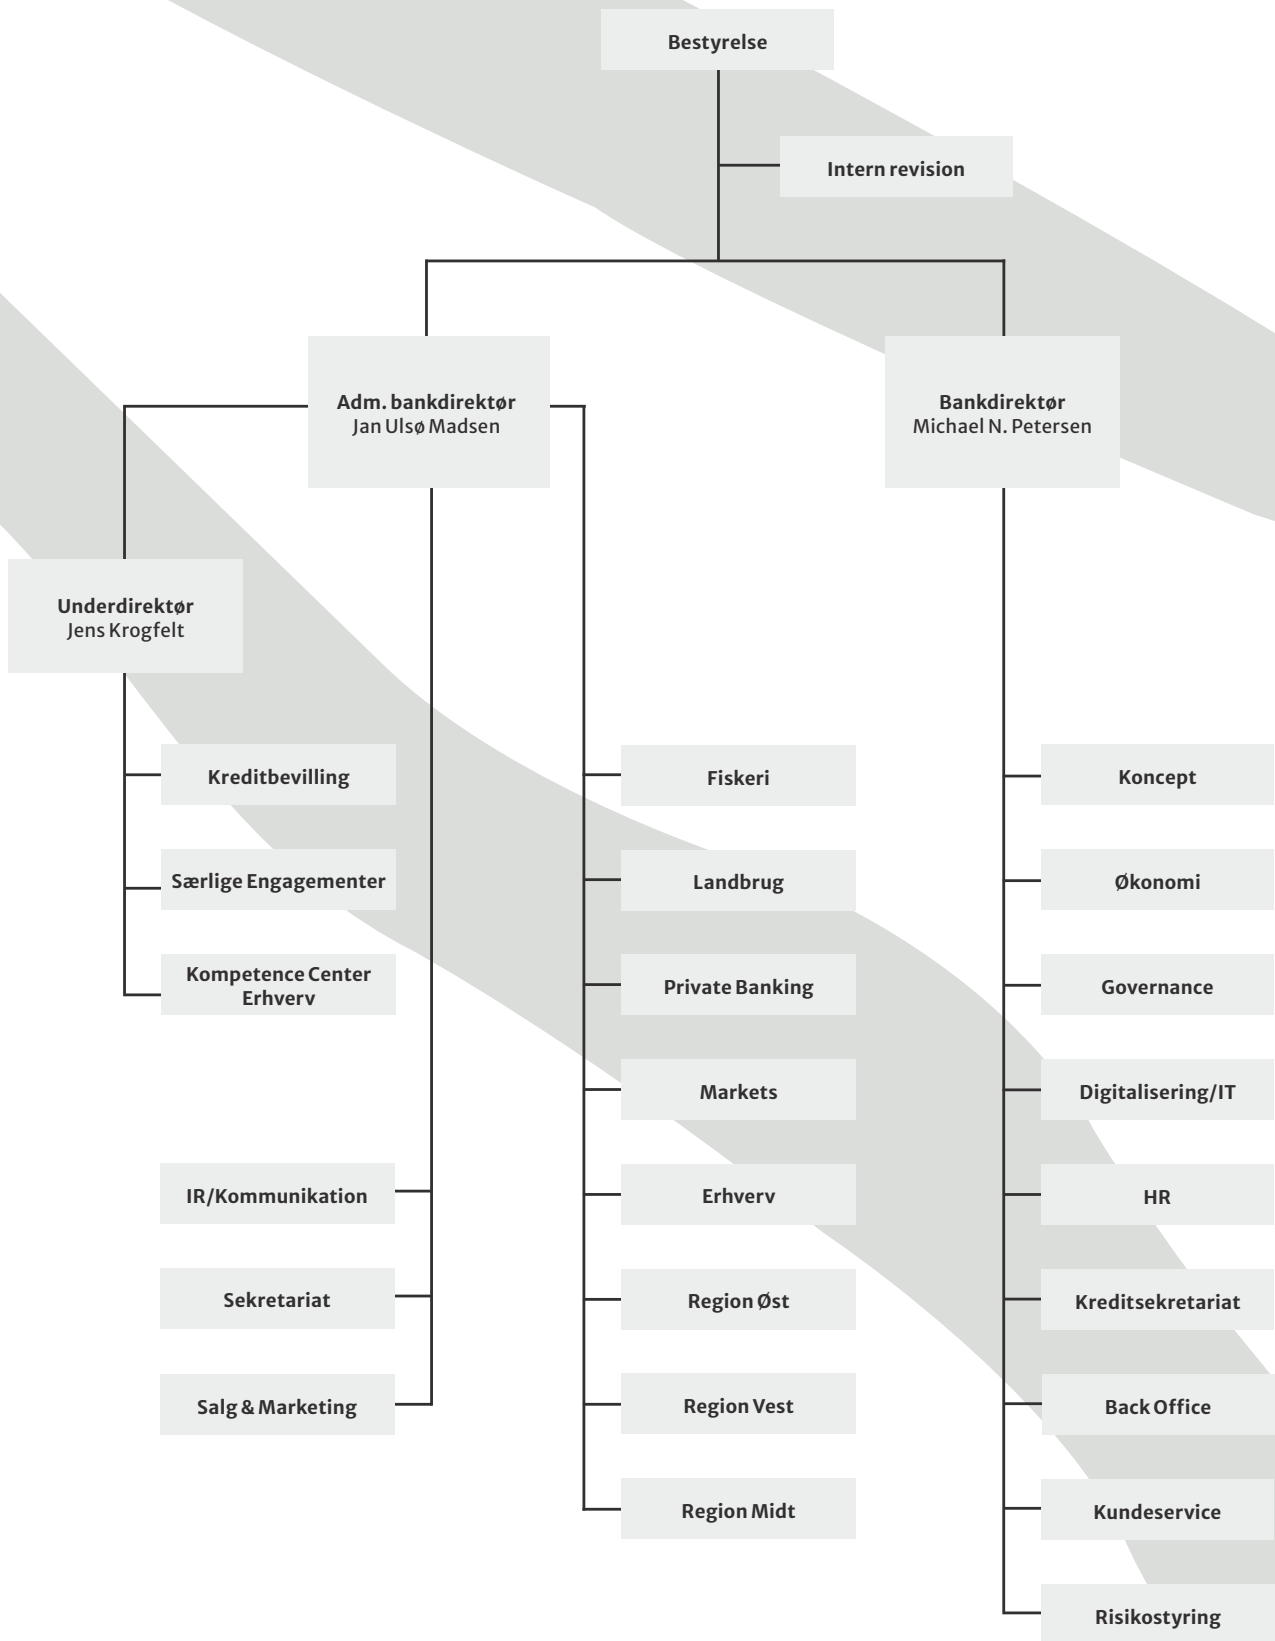 Bestyrelse
Intern revision
Adm. bankdirektør
Jan Ulsø Madsen
Bankdirektør
Michael N. Petersen
Underdirektør
Jens Krogfelt
Kreditbevilling
Særlige Engagementer
Kompetence Center
Erhverv
IR/Kommunikation
Sekretariat
Salg & Marketing
Fiskeri
Landbrug
Private Banking
Markets
Erhverv
Region Øst
Region Vest
Region Midt
Koncept
Økonomi
Governance
Digitalisering/IT
HR
Kreditsekretariat
Back Office
Kundeservice
Risikostyring